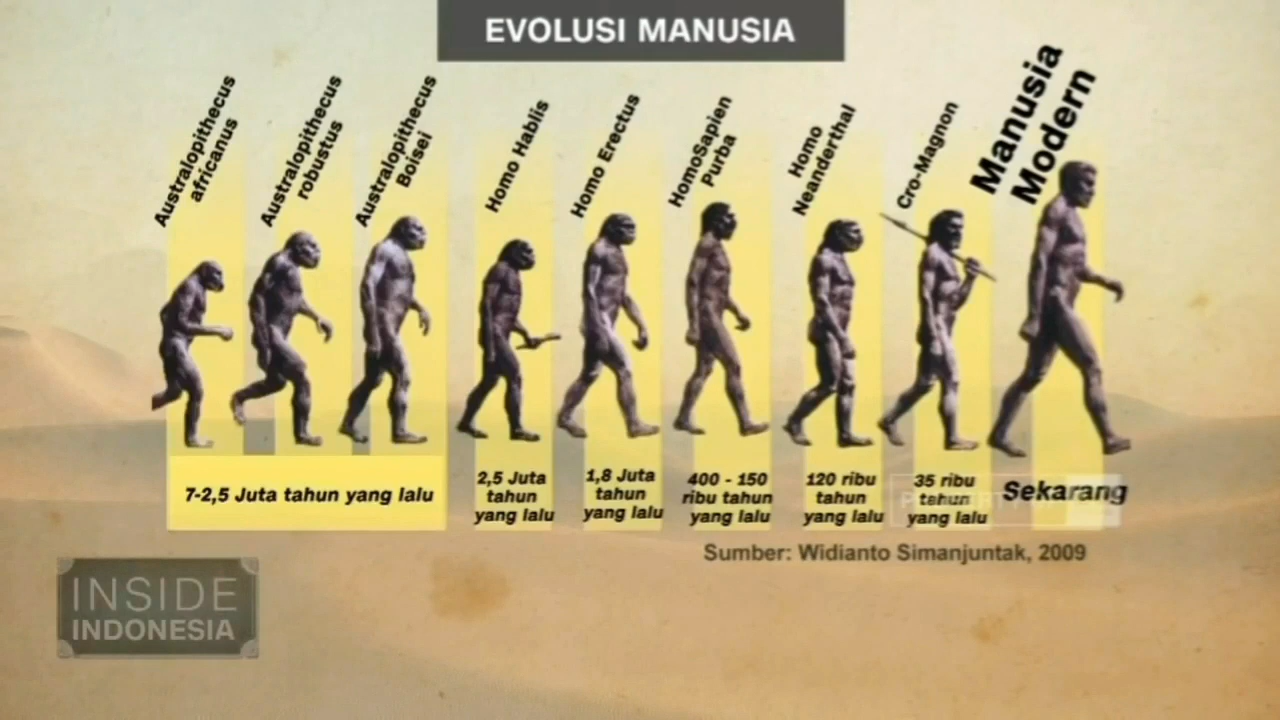 EVOLUSI MANUSIA
Australopithecus
africanus
Australopithecus
robustus
Australopithecus
Boisei
Homo Hablis
Homo Erectus
HomoSapien
Purba
Homo
Neanderthal
Cro-Magnon
Manusia
Modern
7-2,5 Juta tahun yang lalu
2,5 Juta
tahun
yang lalu
1,8 Juta
tahun
yang lalu
400 - 150
ribu tahun
yang lalu
120 ribu
tahun
yang lalu
35 ribu
tahun
yang lalu
Sekarang
Sumber: Widianto Simanjuntak, 2009
INSIDE
INDONESIA